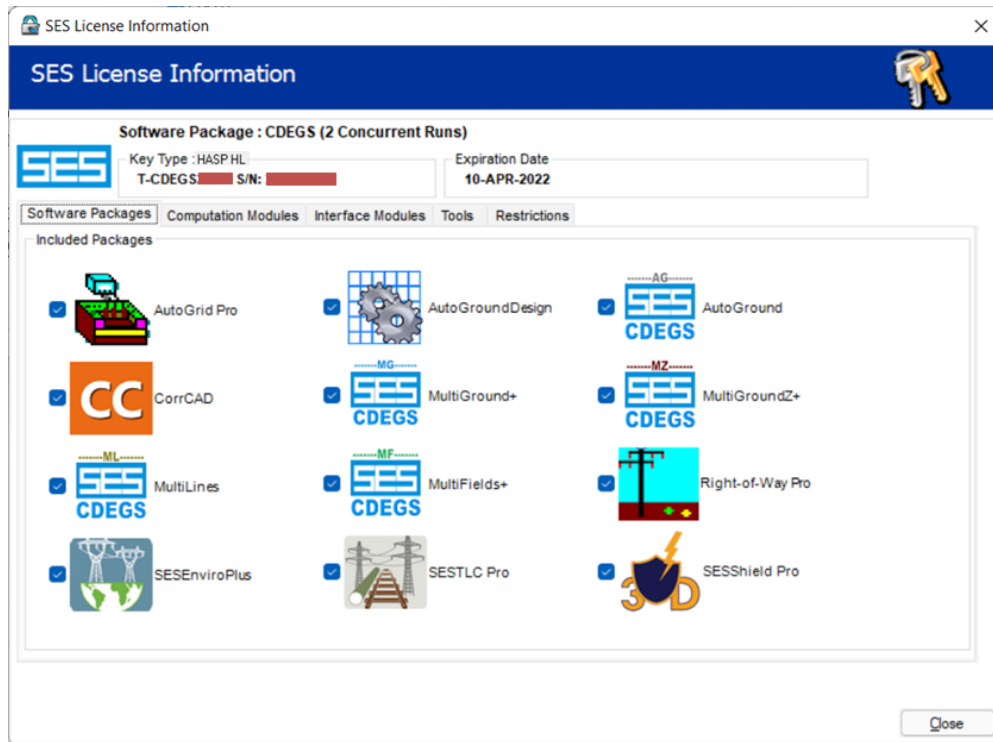 SES License Information
SES License Information
Software Package : CDEGS (2 Concurrent Runs)
SES
Key Type : HASP HL
Expiration Date
T-CDEGS S/N:
10-APR-2022
Software Packages Computation Modules Interface Modules Tools Restrictions
Included Packages
AutoGrid Pro
AutoGroundDesign
AG
SES
CDEGS
AutoGround
CC
CorrCAD
MG
SES
CDEGS
MultiGround+
MZ
SES
CDEGS
MultiGroundZ+
ML
SES
CDEGS
MultiLines
MF
SES
CDEGS
MultiFields+
Right-of-Way Pro
SESEnviroPlus
SESTLC Pro
3D
SESShield Pro
Close